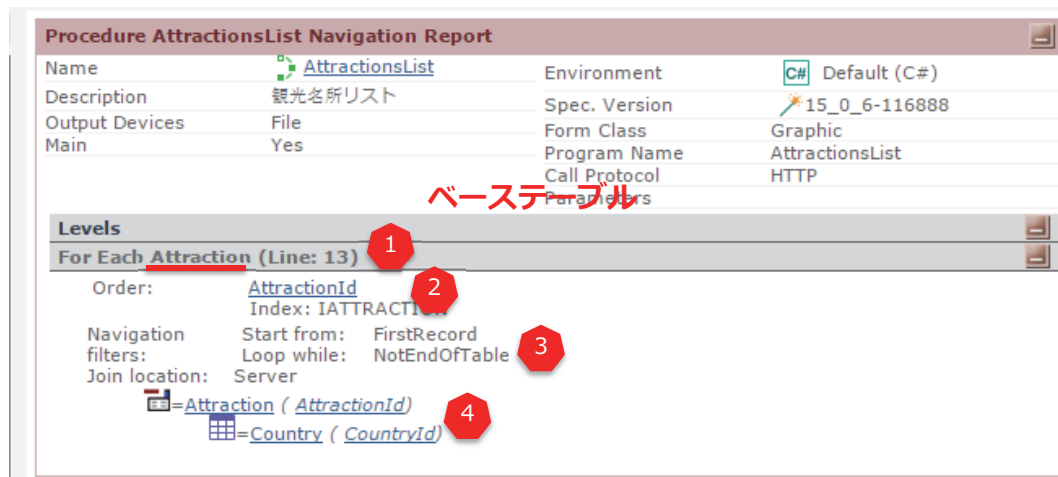 Procedure AttractionsList Navigation Report
Name AttractionsList
Description 観光名所リスト
Output Devices File
Main Yes
Environment C# Default (C#)
Spec. Version 15_0_6-116888
Form Class Graphic
Program Name AttractionsList
Call Protocol HTTP
Parameters
ベーステーブル
Levels
For Each Attraction (Line: 13) 1
Order: AttractionId 2
Index: IATTRACTION
Navigation filters: Start from: FirstRecord
Loop while: NotEndOfTable 3
Join location: Server
=Attraction ( AttractionId)
=Country ( CountryId) 4